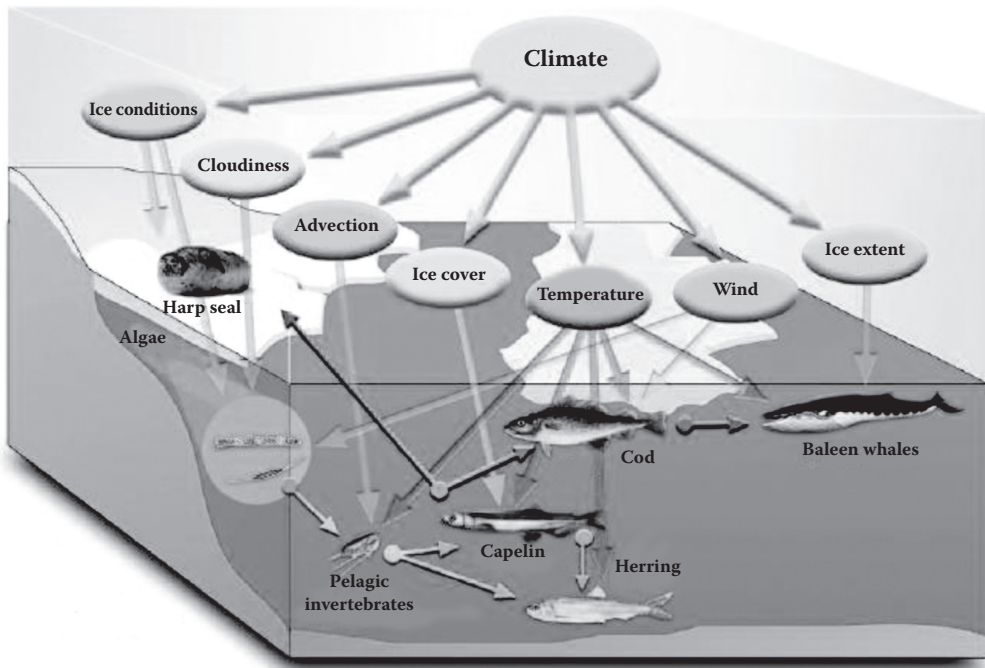 Climate
Ice conditions
Cloudiness
Advection
Ice cover
Temperature
Wind
Ice extent
Harp seal
Algae
Cod
Baleen whales
Capelin
Herring
Pelagic
invertebrates